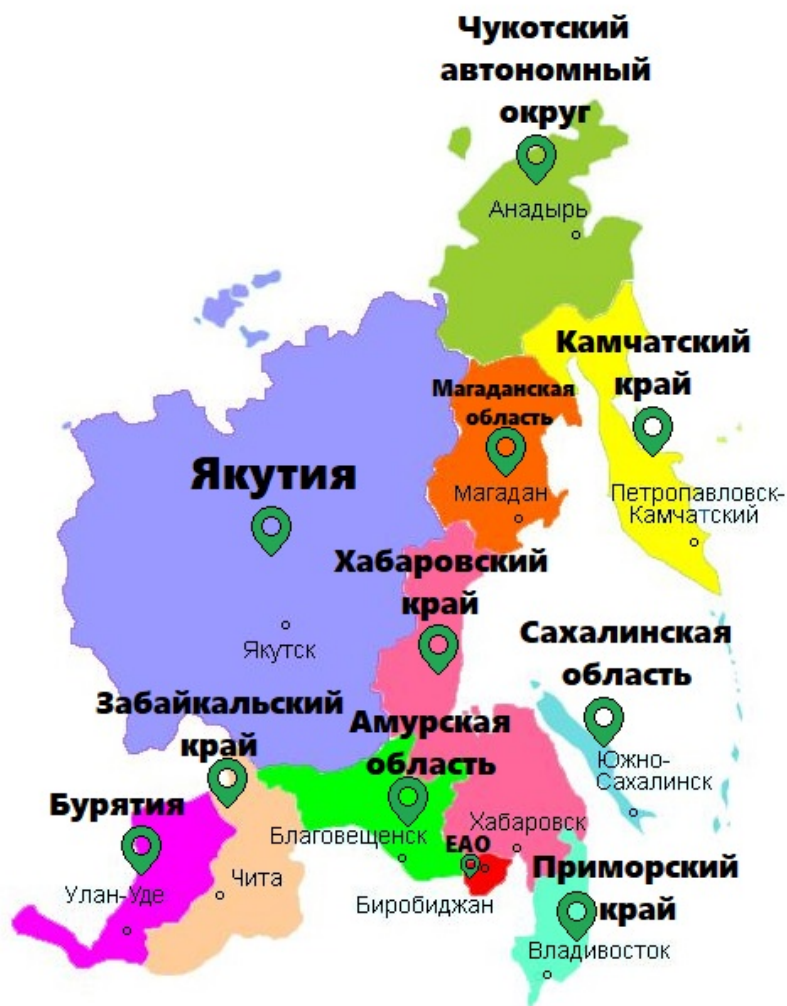 Чукотский
автономный
округ
Анадырь
Камчатский
край
Магаданская
область
Якутия
Магадан
Петропавловск-
Камчатский
Хабаровский
край
Якутск
Сахалинская
область
Забайкальский
край
Амурская
область
Южно-
Сахалинск
Бурятия
Благовещенск
Хабаровск
ЕАО
Приморский
край
Чита
Улан-Уде
Биробиджан
Владивосток